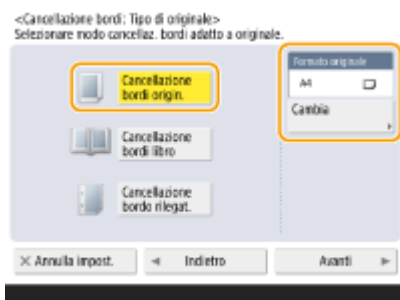 <Cancellazione bordi: Tipo di originale>
Selezionare modo cancellaz. bordi adatto a originale.
Formato originale
A4
Cambia
Cancellazione
bordi origin.
Cancellazione
bordi libro
Cancellazione
bordo rilegat.
Annulla impost.
Indietro
Avanti